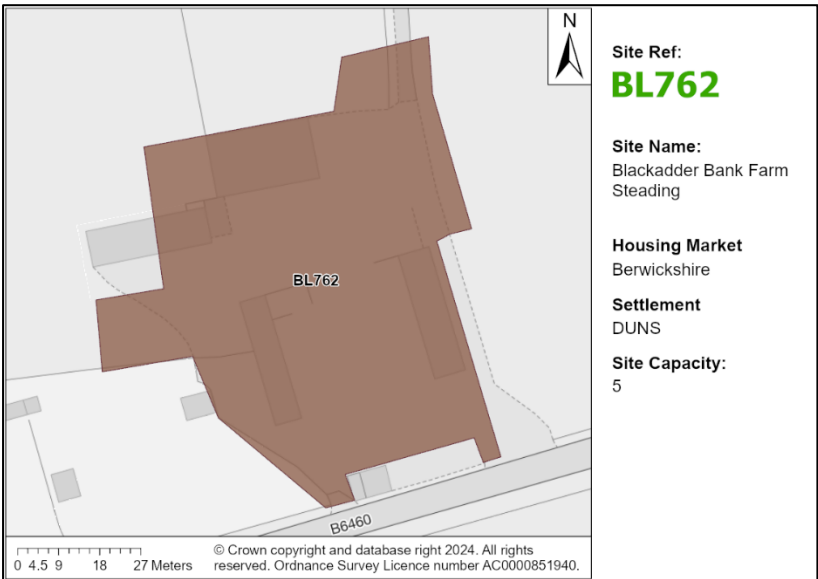 N
BL762
B6460
0 4.5 9 18 27 Meters
© Crown copyright and database right 2024. All rights
reserved. Ordnance Survey Licence number AC0000851940.
Site Ref:
BL762
Site Name:
Blackadder Bank Farm
Steading
Housing Market
Berwickshire
Settlement
DUNS
Site Capacity:
5